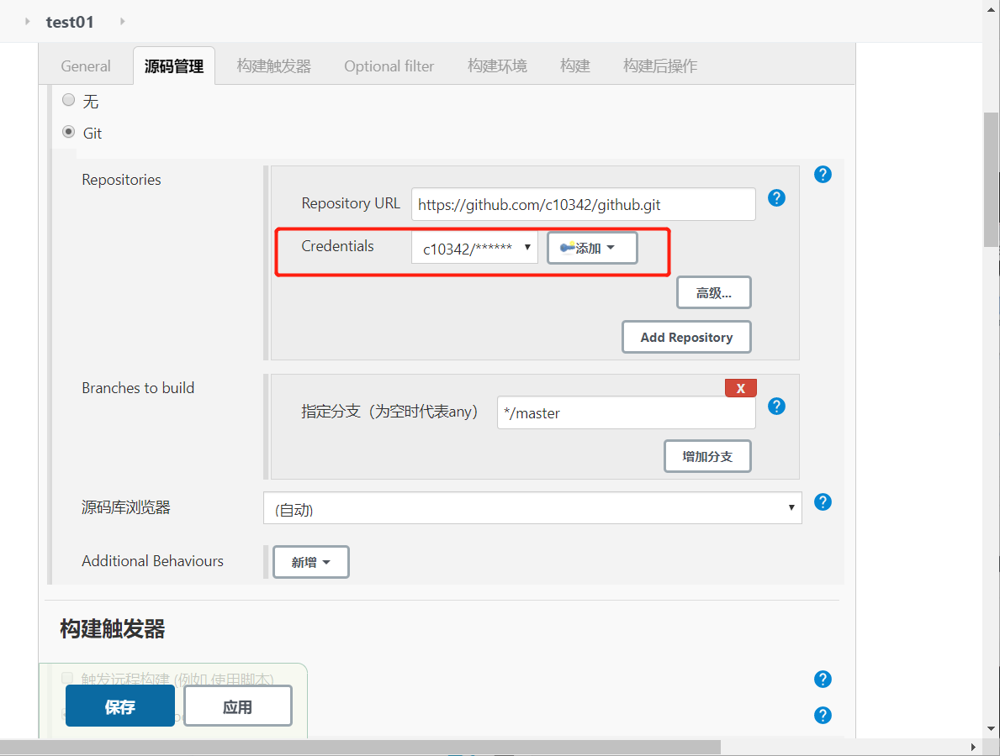 test01
General 源码管理 构建触发器 Optional filter 构建环境 构建 构建后操作
无
Git
Repositories
Repository URL https://github.com/c10342/github.git
Credentials c10342/****** 添加
高级...
Add Repository
Branches to build
X
指定分支（为空时代表any） */master
增加分支
源码库浏览器 (自动)
Additional Behaviours 新增
构建触发器
触发远程构建 (例如,使用脚本)
保存 应用